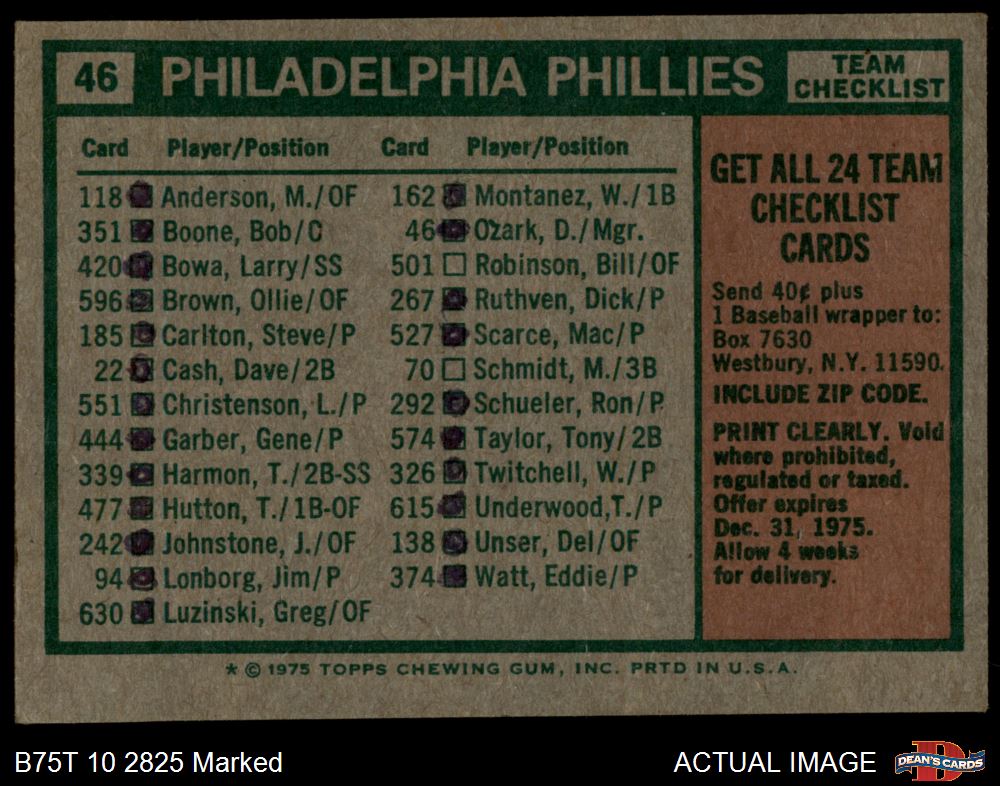 46 PHILADELPHIA PHILLIES TEAM CHECKLIST
Card Player/Position
118 Anderson, M./OF
351 Boone, Bob/C
420 Bowa, Larry/SS
596 Brown, Ollie/OF
185 Carlton, Steve/P
22 Cash, Dave/2B
551 Christenson, L./P
444 Garber, Gene/P
339 Harmon, T./2B-SS
477 Hutton, T./1B-OF
242 Johnstone, J./OF
94 Lonborg, Jim/P
630 Luzinski, Greg/OF
Card Player/Position
162 Montanez, W./1B
46 Ozark, D./Mgr.
501 Robinson, Bill/OF
267 Ruthven, Dick/P
527 Scarce, Mac/P
70 Schmidt, M./3B
292 Schueler, Ron/P
574 Taylor, Tony/2B
326 Twitchell, W./P
615 Underwood,T./P
138 Unser, Del/OF
374 Watt, Eddie/P
GET ALL 24 TEAM
CHECKLIST
CARDS
Send 40¢ plus
1 Baseball wrapper to:
Box 7630
Westbury, N.Y. 11590.
INCLUDE ZIP CODE.
PRINT CLEARLY. Void
where prohibited,
regulated or taxed.
Offer expires
Dec. 31, 1975.
Allow 4 weeks
for delivery.
* © 1975 TOPPS CHEWING GUM, INC. PRTD IN U.S.A.
B75T 10 2825 Marked
ACTUAL IMAGE
D
DEAN'S CARDS